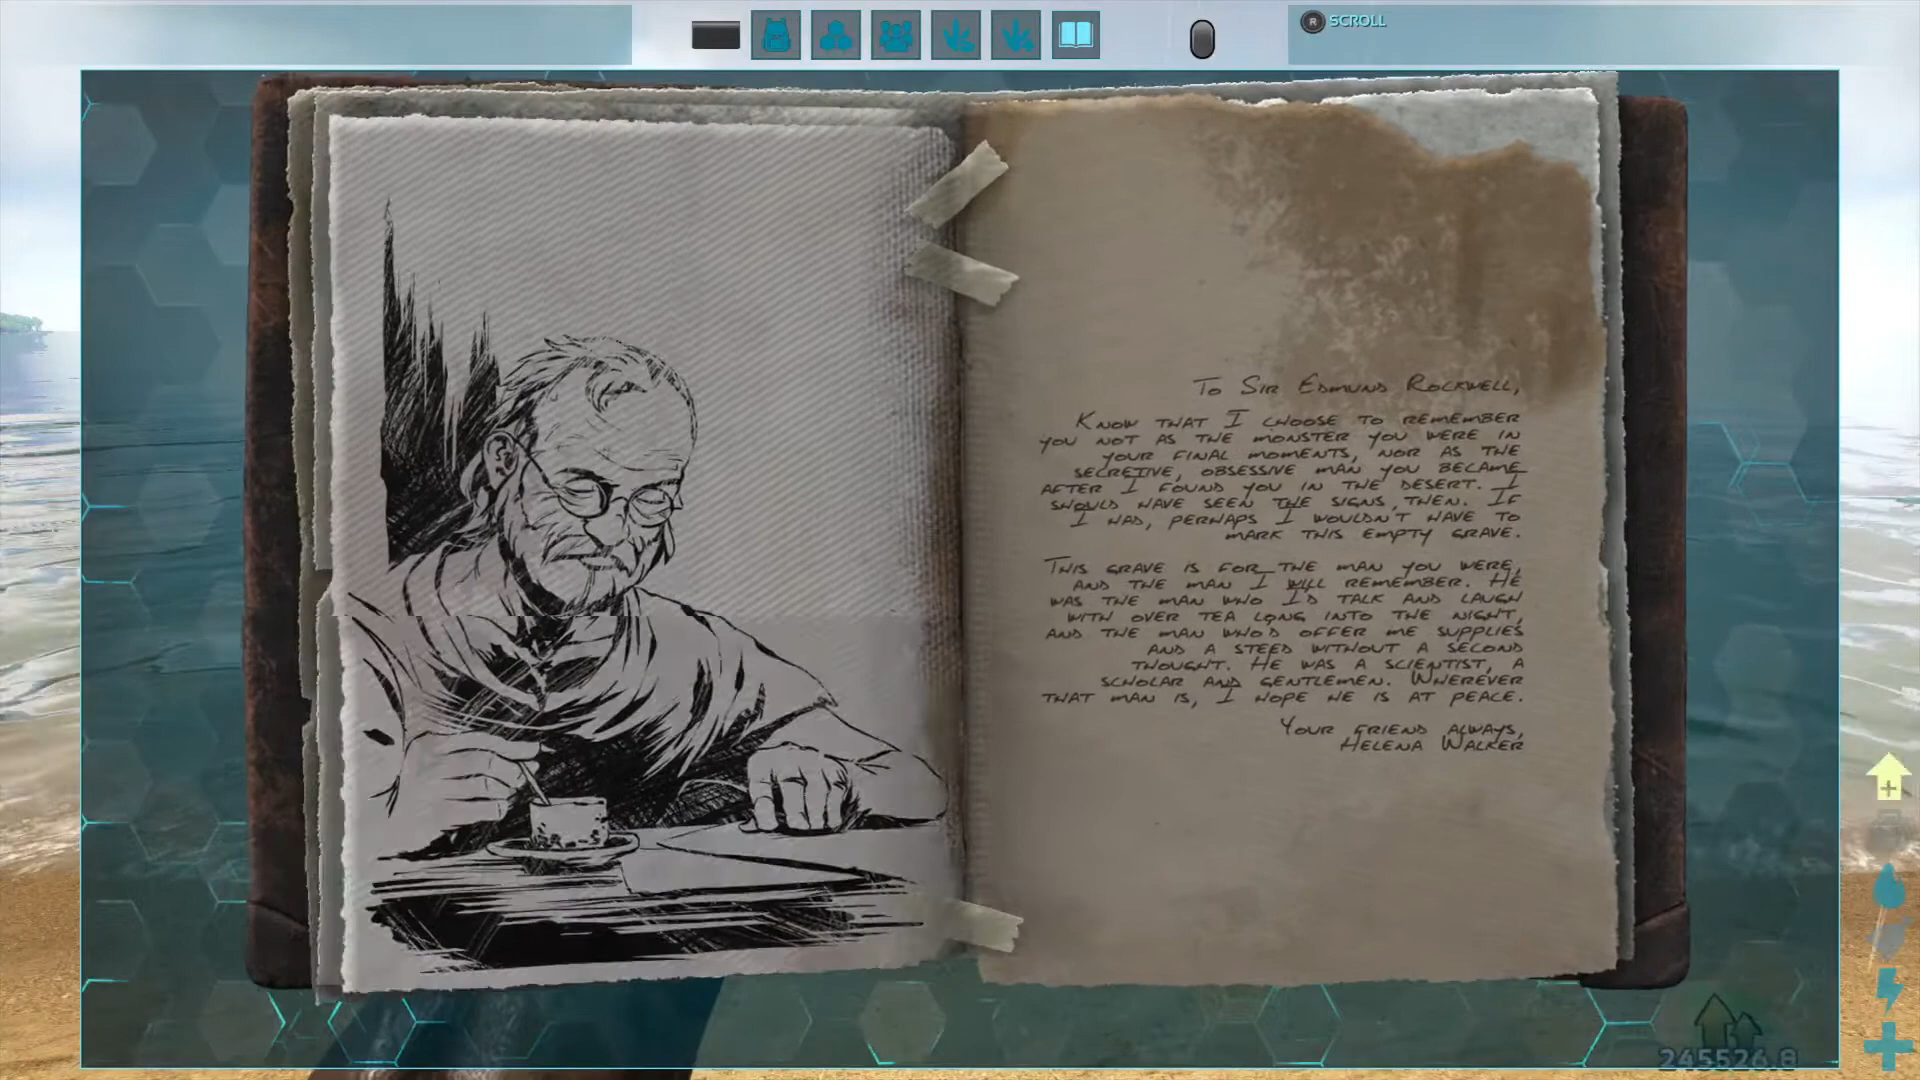 R SCROLL
To Sir Edmund Rockwell,
Know that I choose to remember
you not as the monster you were in
your final moments, nor as the
secretive, obsessive man you became
after I found you in the desert. I
should have seen the signs, then. If
I had, perhaps I wouldn't have to
mark this empty grave.
This grave is for the man you were,
and the man I will remember. He
was the man who I'd talk and laugh
with over tea long into the night,
and the man who'd offer me supplies
and a steed without a second
thought. He was a scientist, a
scholar and gentlemen. Wherever
that man is, I hope he is at peace.
Your friend always,
Helena Walker
245526.8